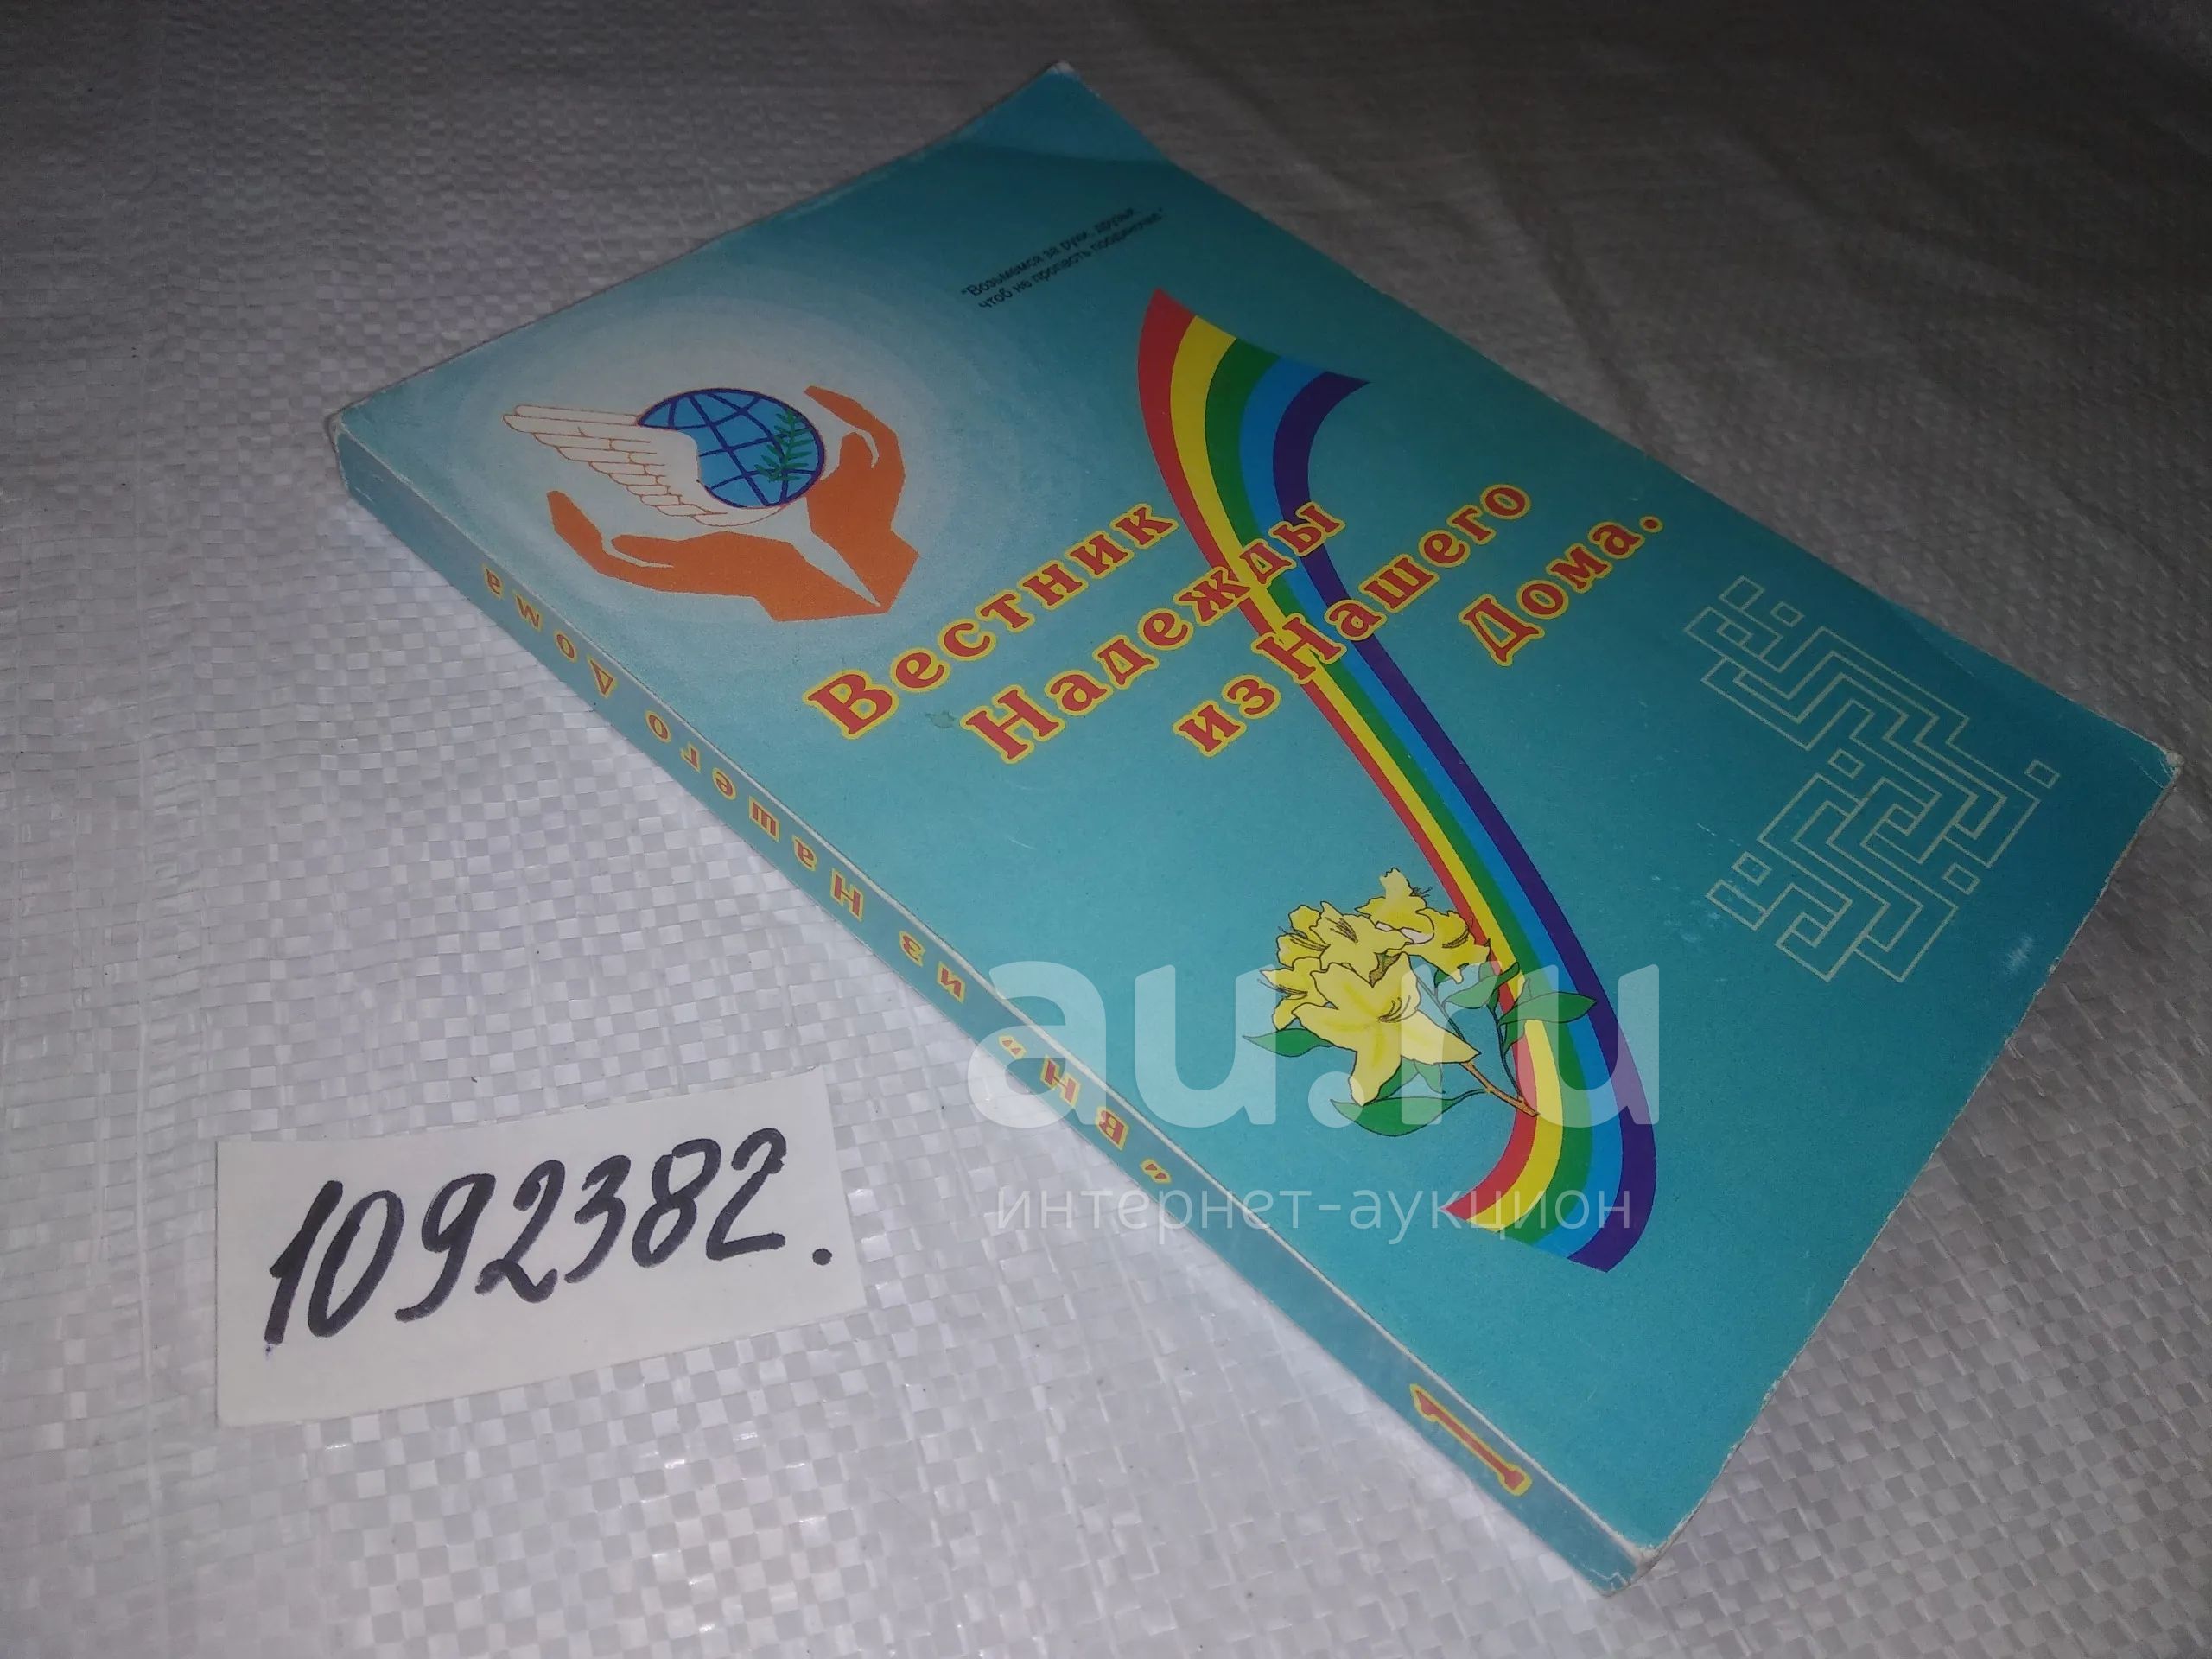 "Возьмемся за руки, друзья,
чтоб не пропасть поодиночке."
Вестник
Надежды
из Нашего
Дома.
"ВН" из Нашего Дома
1
1092382.
au.ru
интернет-аукцион